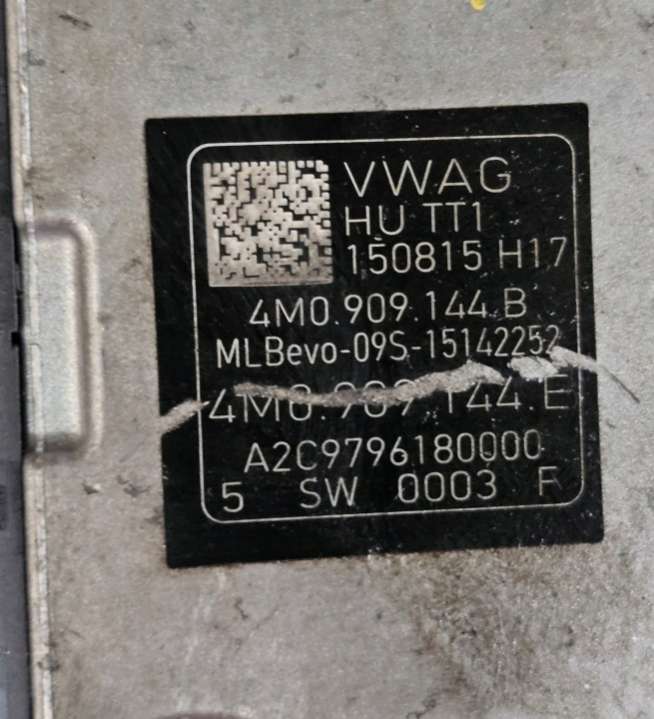 VWAG
HU TT1
150815 H17
4M0.909.144.B
MLBevo-09S-15142252
4M0.909.144.E
A2C9796180000
5 SW 0003 F